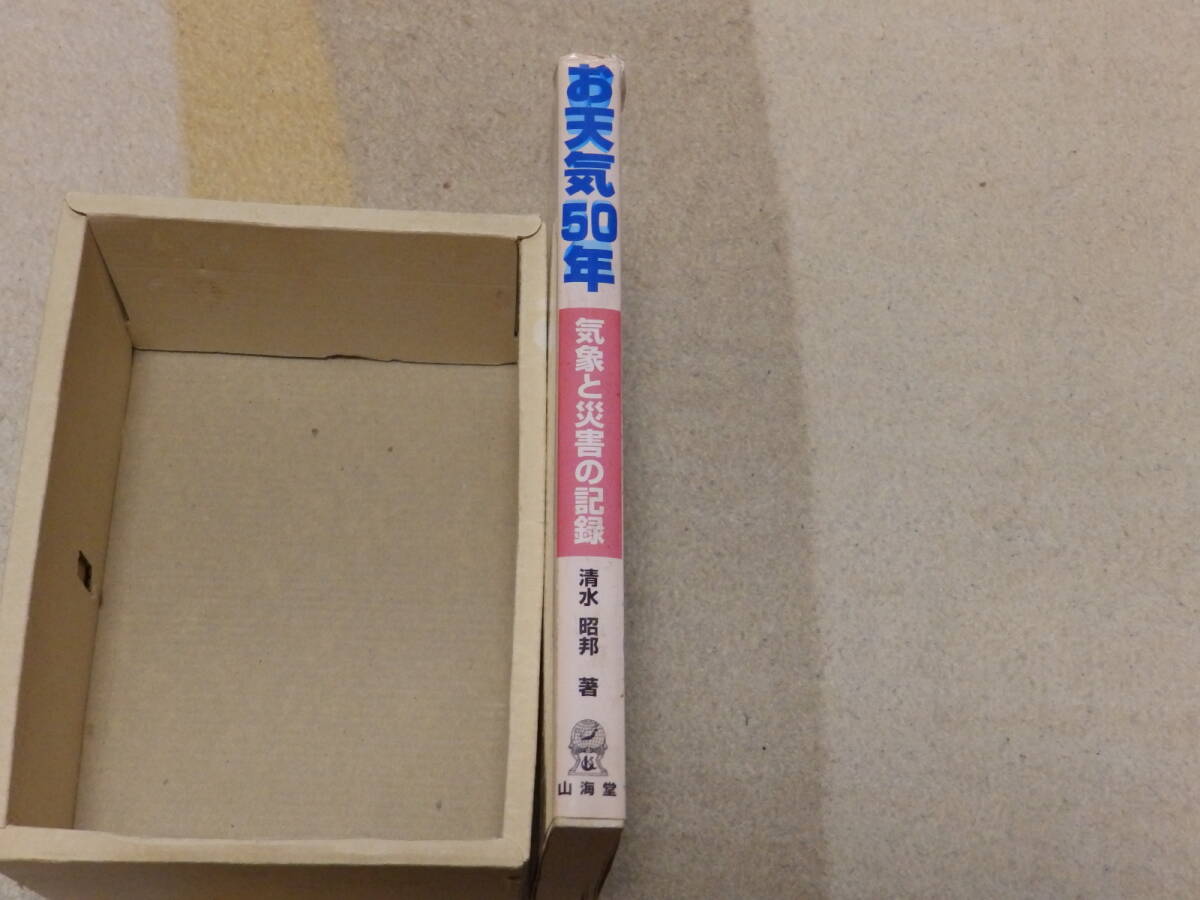 お天気50年
気象と災害の記録
清水 昭邦 著
山海堂